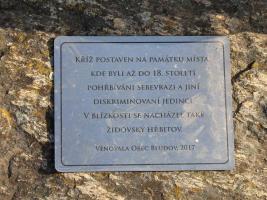 Kříž postaven na památku místa,
kde byli až do 18. století
pohřbíváni sebevrazi a jiní
diskriminovaní jedinci.
V blízkosti se nacházel také
židovský hřbitov.
Věnovala Obec Bludov, 2017